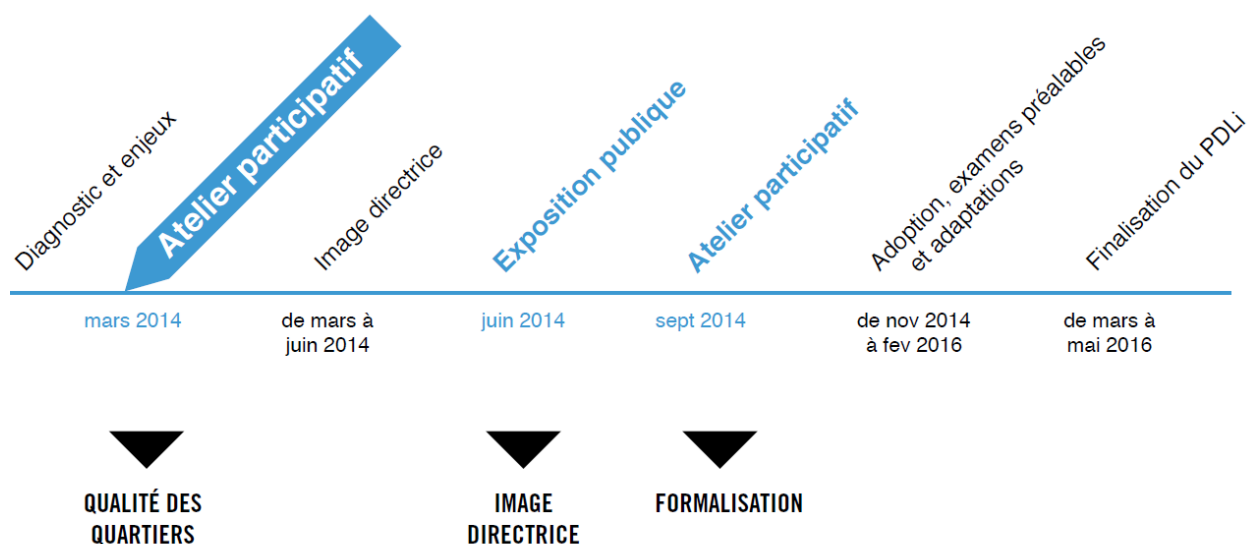 Diagnostic et enjeux
Atelier participatif
Image directrice
Exposition publique
Atelier participatif
Adoption, examens préalables
et adaptations
Finalisation du PDLi
mars 2014
de mars à
juin 2014
juin 2014
sept 2014
de nov 2014
à fev 2016
de mars à
mai 2016
QUALITÉ DES
QUARTIERS
IMAGE
DIRECTRICE
FORMALISATION